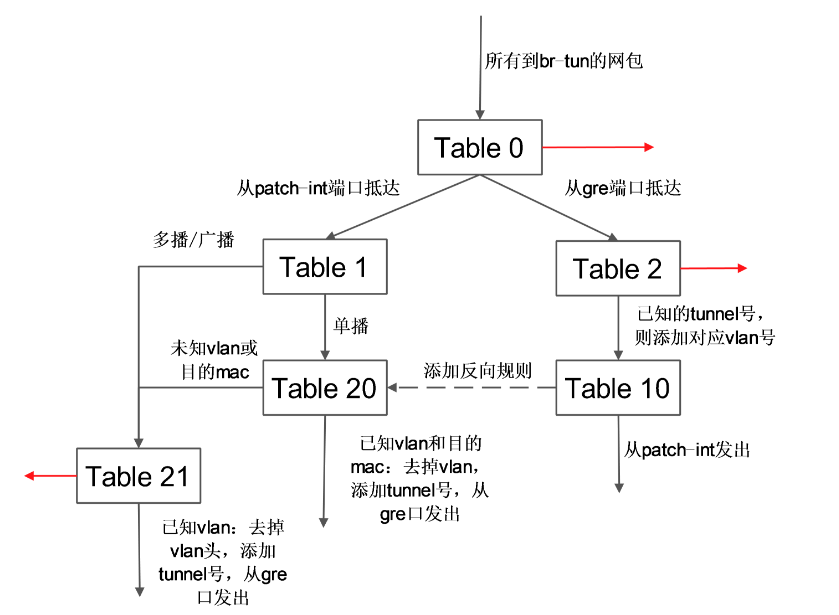 所有到br-tun的网包
Table 0
从patch-int端口抵达
从gre端口抵达
多播/广播
Table 1
Table 2
单播
已知的tunnel号，
则添加对应vlan号
未知vlan或
目的mac
添加反向规则
Table 20
Table 10
已知vlan和目的
mac：去掉vlan，
添加tunnel号，从
gre口发出
从patch-int发出
Table 21
已知vlan：去掉
vlan头，添加
tunnel号，从gre
口发出